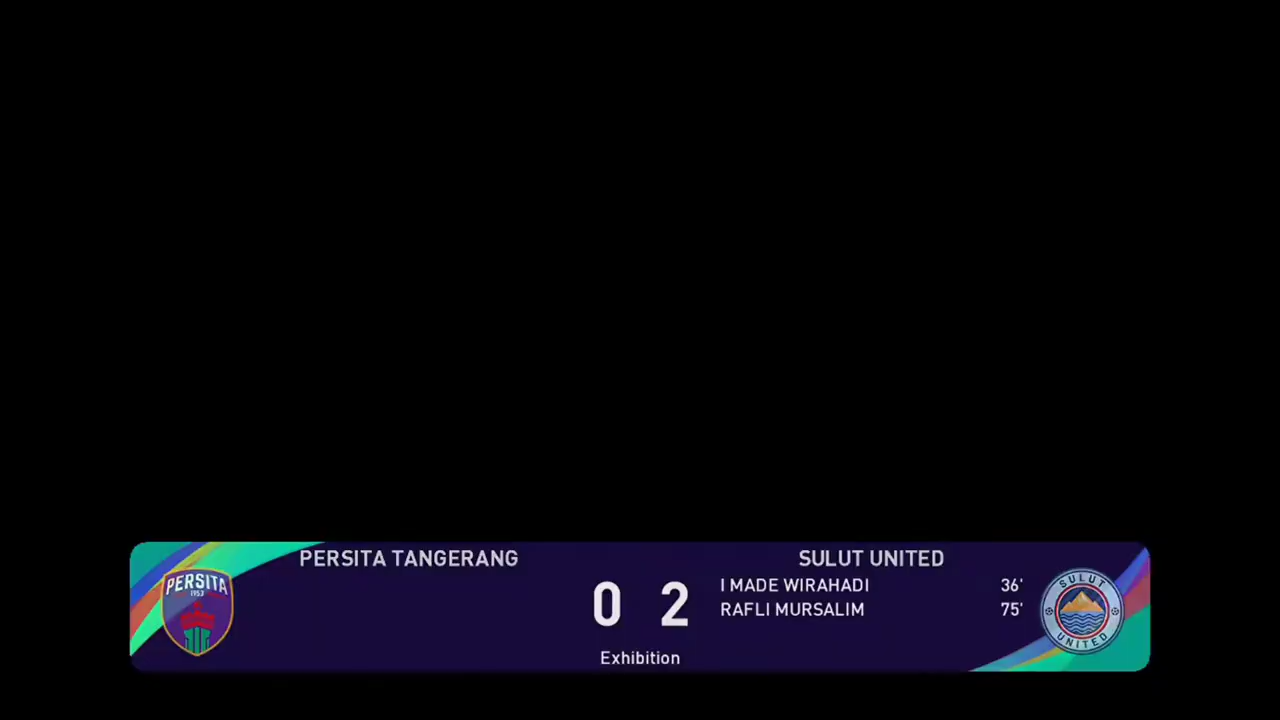 PERSITA TANGERANG
SULUT UNITED
PERSITA
1953
0 2
I MADE WIRAHADI 36'
RAFLI MURSALIM 75'
SULUT
UNITED
Exhibition